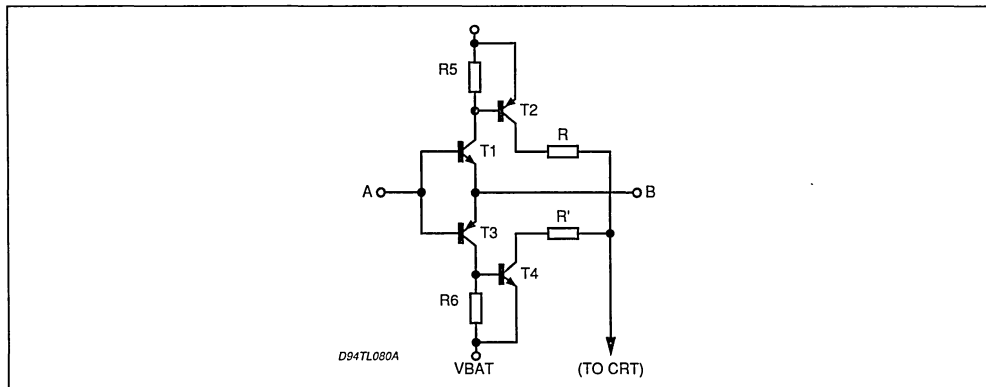 R5
T2
R
T1
A
B
T3
R'
T4
R6
D94TL080A
VBAT
(TO CRT)